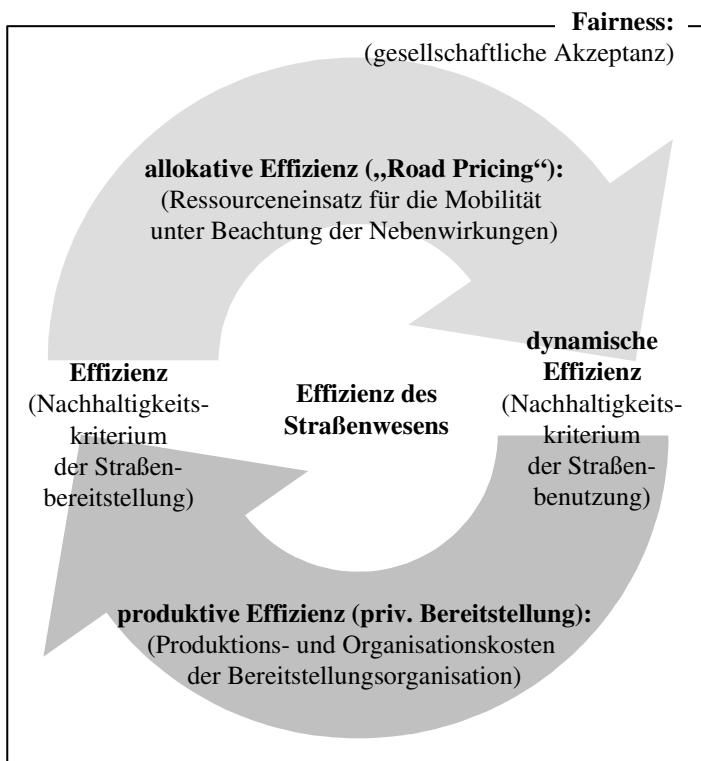 Fairness:
(gesellschaftliche Akzeptanz)
allokative Effizienz („Road Pricing“):
(Ressourceneinsatz für die Mobilität
unter Beachtung der Nebenwirkungen)
Effizienz
(Nachhaltigkeits-
kriterium
der Straßen-
bereitstellung)
Effizienz des
Straßenwesens
dynamische
Effizienz
(Nachhaltigkeits-
kriterium
der Straßen-
benutzung)
produktive Effizienz (priv. Bereitstellung):
(Produktions- und Organisationskosten
der Bereitstellungsorganisation)